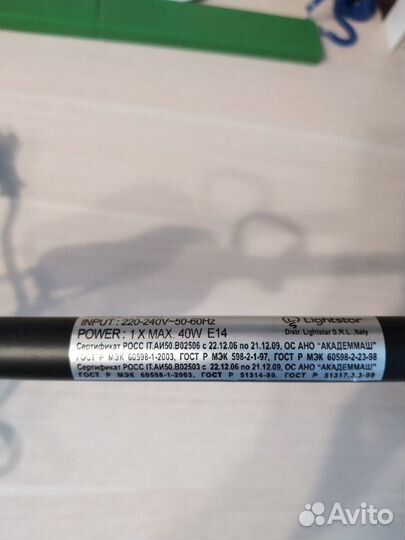 INPUT : 220-240V~50-60Hz
POWER : 1 X MAX. 40W E14
Lightstar
Distr. Lightstar S.R.L., Italy
Сертификат РОСС IT.АИ50.В02506 с 22.12.06 по 21.12.09, ОС АНО "АКАДЕММАШ"
ГОСТ Р МЭК 60598-1-2003, ГОСТ Р МЭК 598-2-1-97, ГОСТ Р МЭК 60598-2-23-98
Сертификат РОСС IT.АИ50.В02503 с 22.12.06 по 21.12.09, ОС АНО "АКАДЕММАШ"
ГОСТ Р МЭК 60598-1-2003, ГОСТ Р 51314-99, ГОСТ Р 51317.3.3-99
Avito